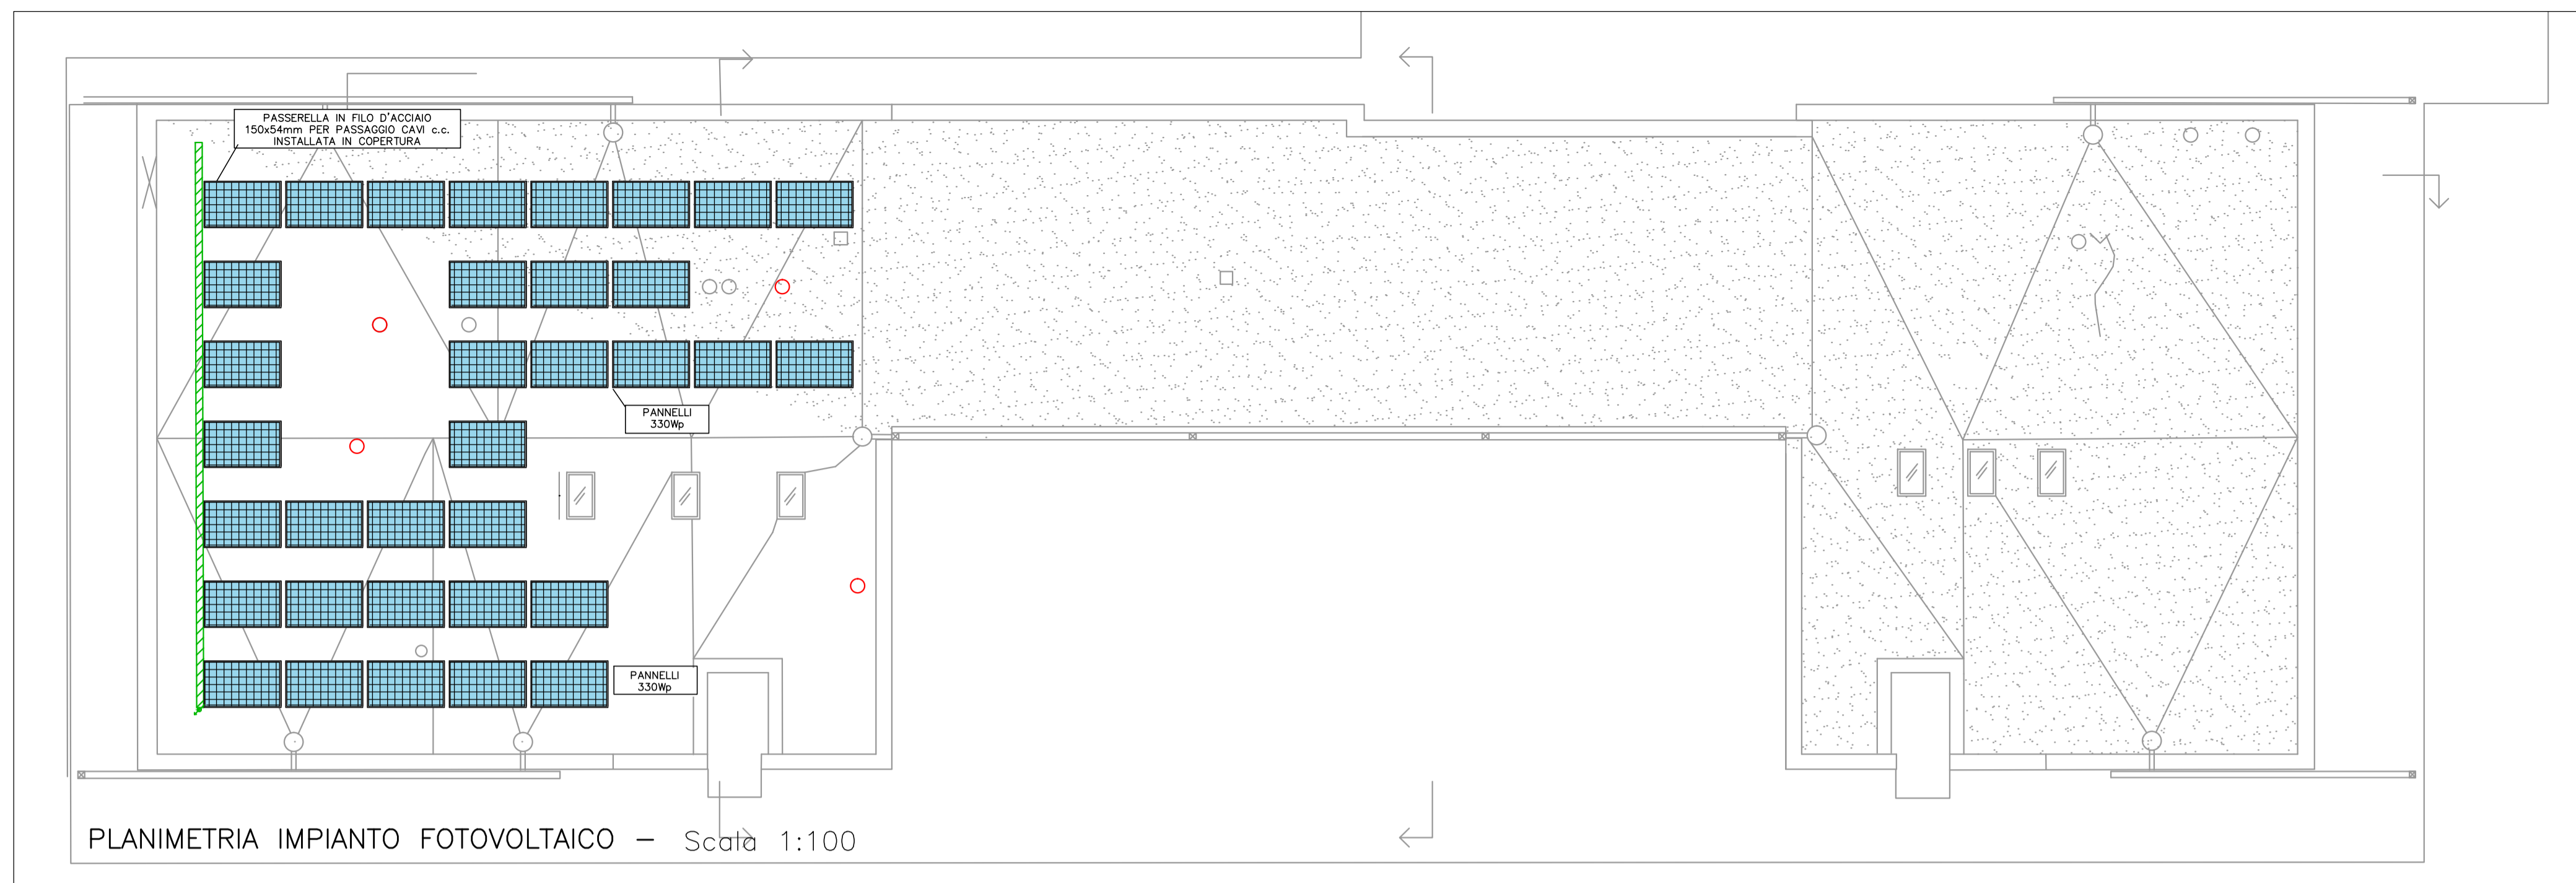 PASSERELLA IN FILO D'ACCIAIO
150x54mm PER PASSAGGIO CAVI c.c.
INSTALLATA IN COPERTURA
PANNELLI
330Wp
PANNELLI
330Wp
PLANIMETRIA IMPIANTO FOTOVOLTAICO – Scala 1:100